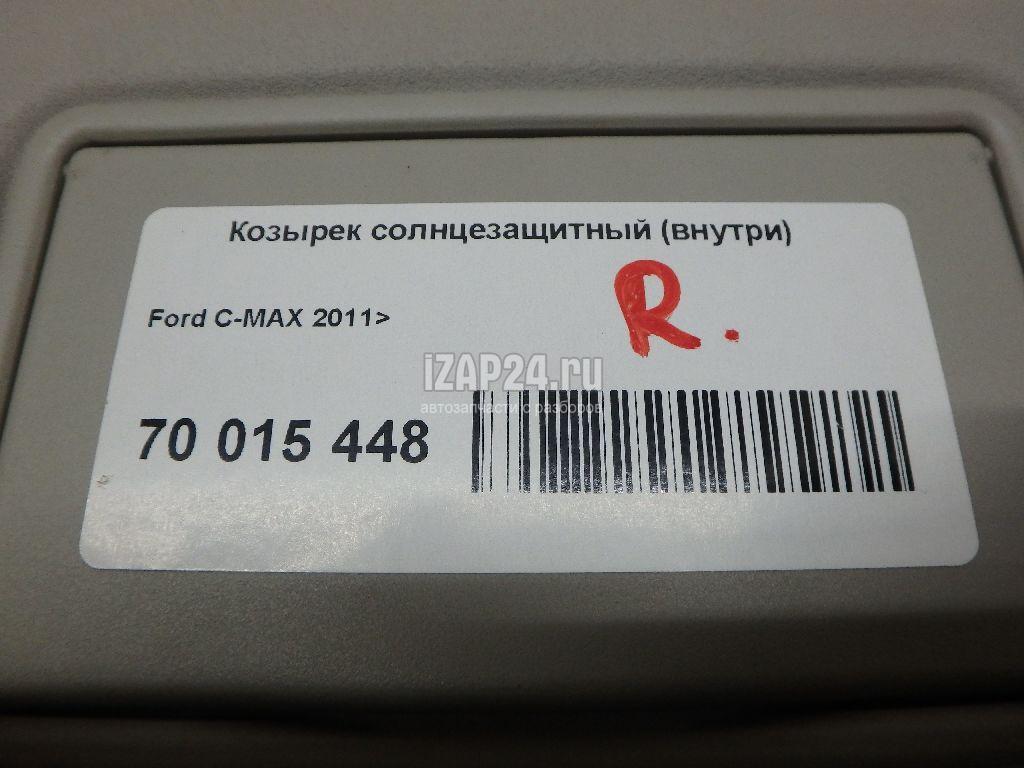 Козырек солнцезащитный (внутри)
R.
Ford C-MAX 2011>
iZAP24.ru
автозапчасти с разборов
70 015 448